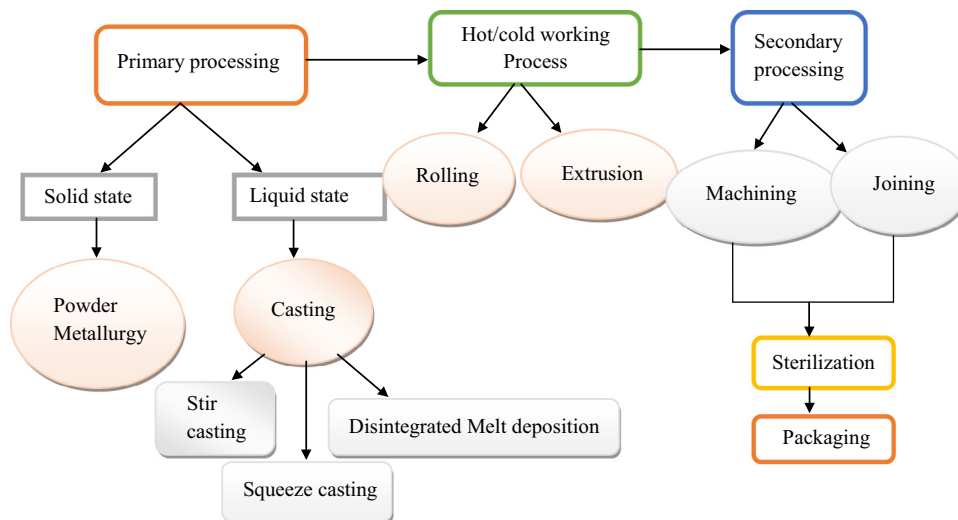 Primary processing
Hot/cold working
Process
Secondary
processing
Solid state
Liquid state
Rolling
Extrusion
Machining
Joining
Powder
Metallurgy
Casting
Stir
casting
Squeeze casting
Disintegrated Melt deposition
Sterilization
Packaging